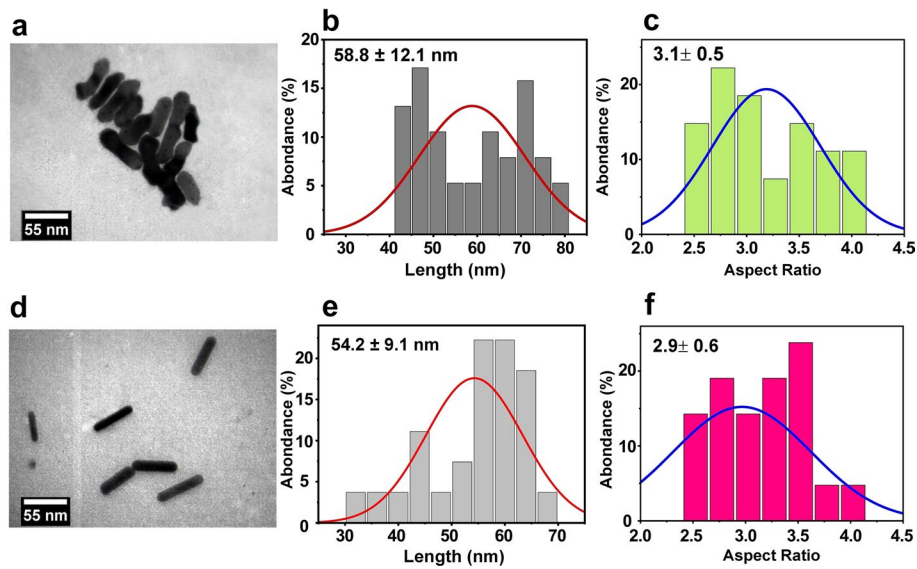 a
55 nm
b
58.8 ± 12.1 nm
Abondance (%)
20
15
10
5
0
30 40 50 60 70 80
Length (nm)
c
3.1± 0.5
Abondance (%)
20
10
0
2.0 2.5 3.0 3.5 4.0 4.5
Aspect Ratio
d
55 nm
e
54.2 ± 9.1 nm
Abundance (%)
20
15
10
5
0
30 40 50 60 70
Length (nm)
f
2.9± 0.6
Abundance (%)
20
10
0
2.0 2.5 3.0 3.5 4.0 4.5
Aspect Ratio